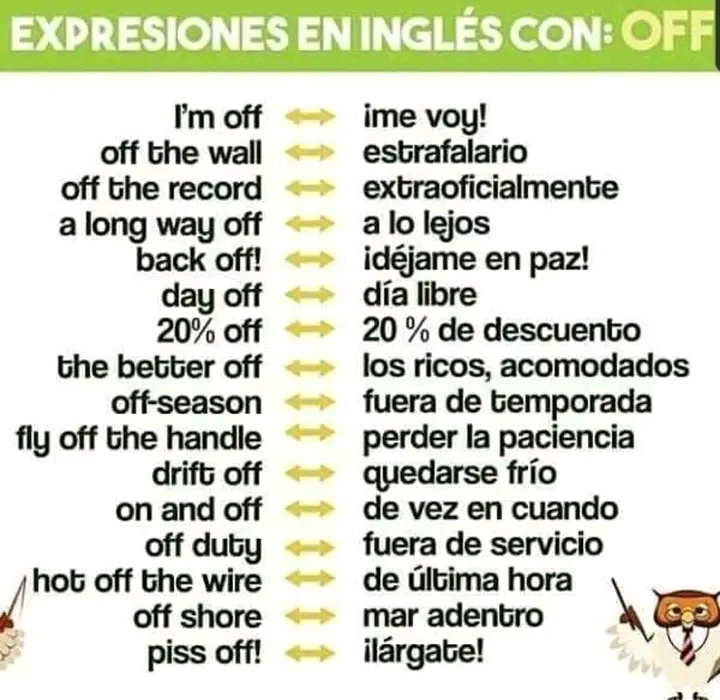 EXPRESIONES EN INGLÉS CON: OFF
I'm off ↔ ¡me voy!
off the wall ↔ estrafalario
off the record ↔ extraoficialmente
a long way off ↔ a lo lejos
back off! ↔ ¡déjame en paz!
day off ↔ día libre
20% off ↔ 20 % de descuento
the better off ↔ los ricos, acomodados
off-season ↔ fuera de temporada
fly off the handle ↔ perder la paciencia
drift off ↔ quedarse frío
on and off ↔ de vez en cuando
off duty ↔ fuera de servicio
hot off the wire ↔ de última hora
off shore ↔ mar adentro
piss off! ↔ ¡lárgate!